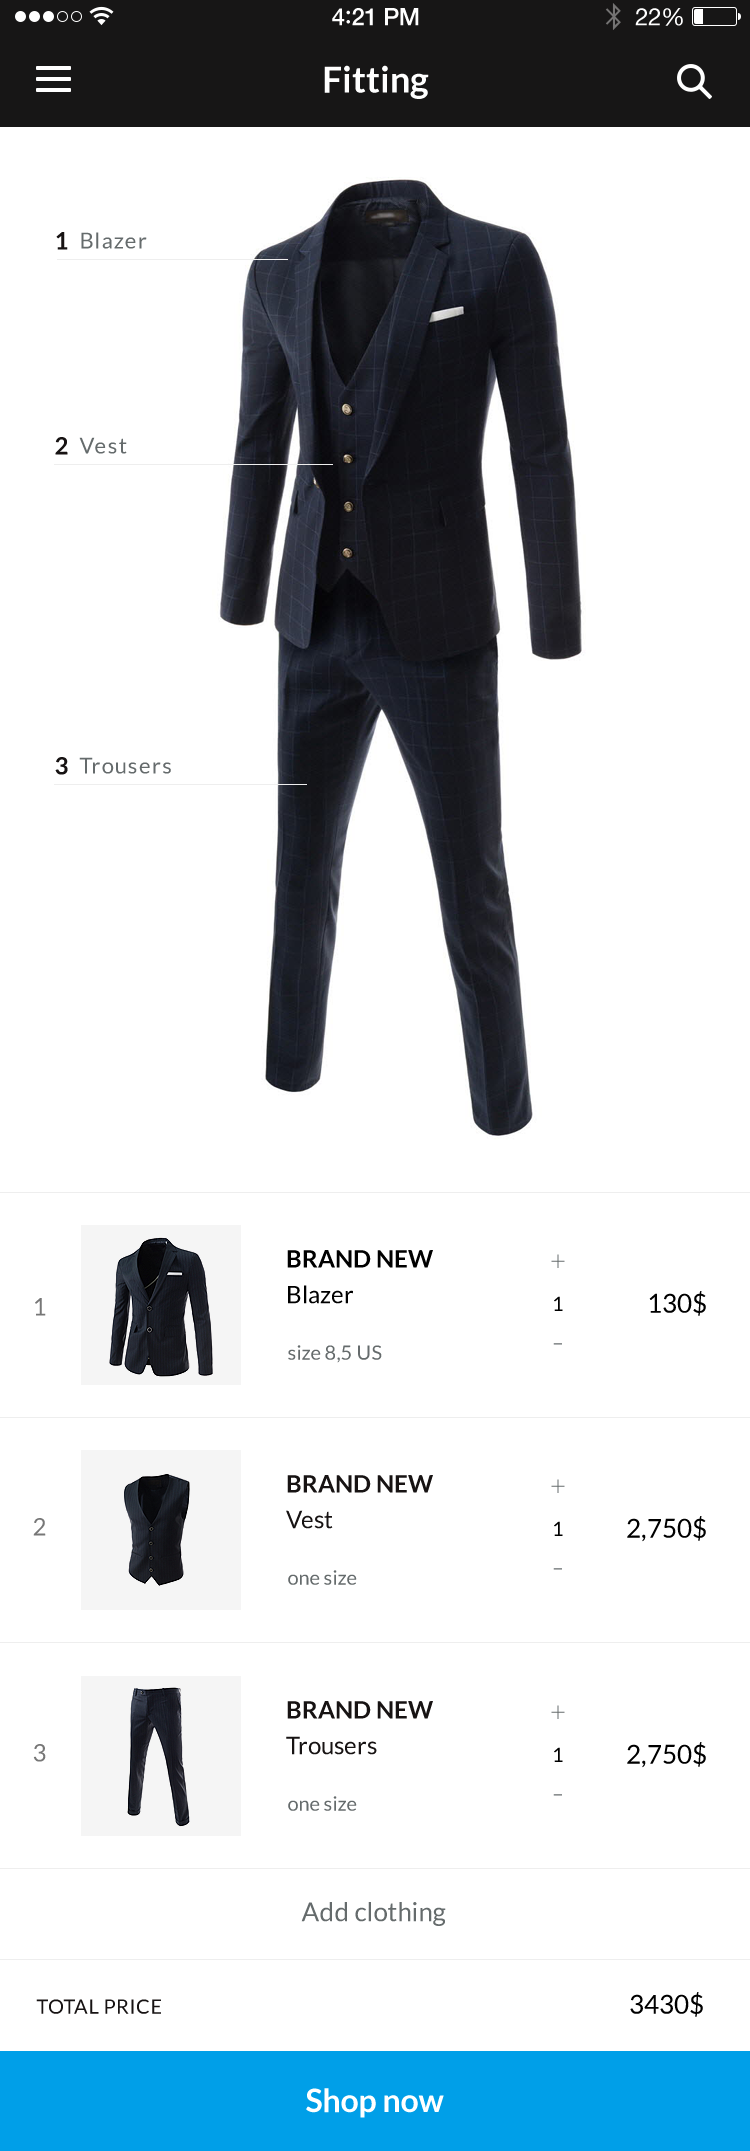 4:21 PM 22%
Fitting
1 Blazer
2 Vest
3 Trousers
BRAND NEW
Blazer
size 8,5 US
1
+
1
–
130$
BRAND NEW
Vest
one size
2
+
1
–
2,750$
BRAND NEW
Trousers
one size
3
+
1
–
2,750$
Add clothing
TOTAL PRICE 3430$
Shop now